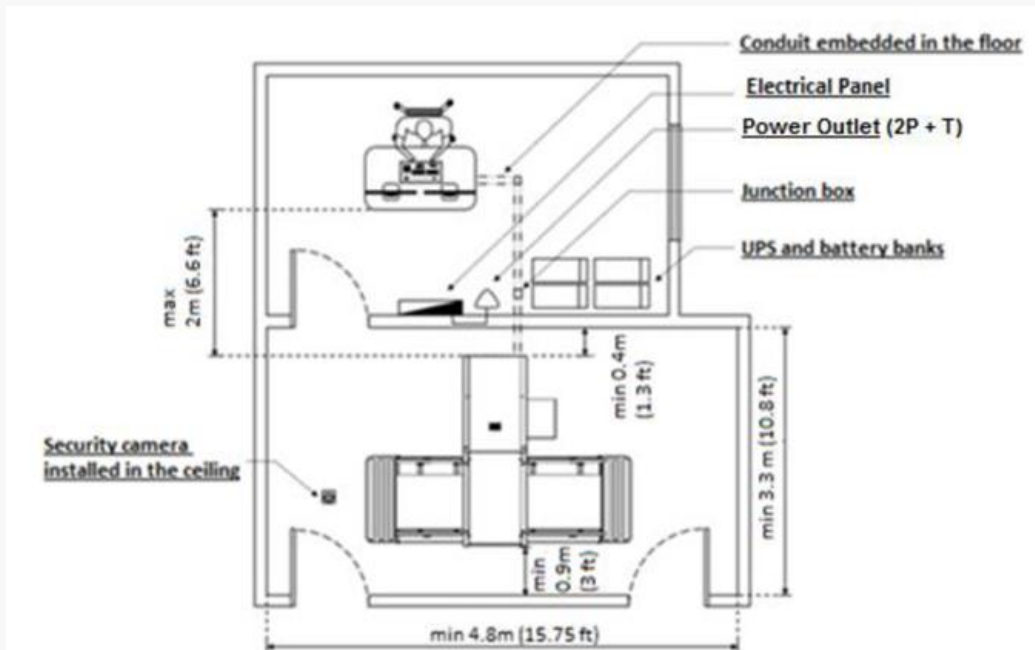 Conduit embedded in the floor
Electrical Panel
Power Outlet (2P + T)
Junction box
UPS and battery banks
max
2m (6.6 ft)
min 0.4m
(1.3 ft)
min 3.3 m (10.8 ft)
Security camera
installed in the ceiling
min
0.9m
(3 ft)
min 4.8m (15.75 ft)